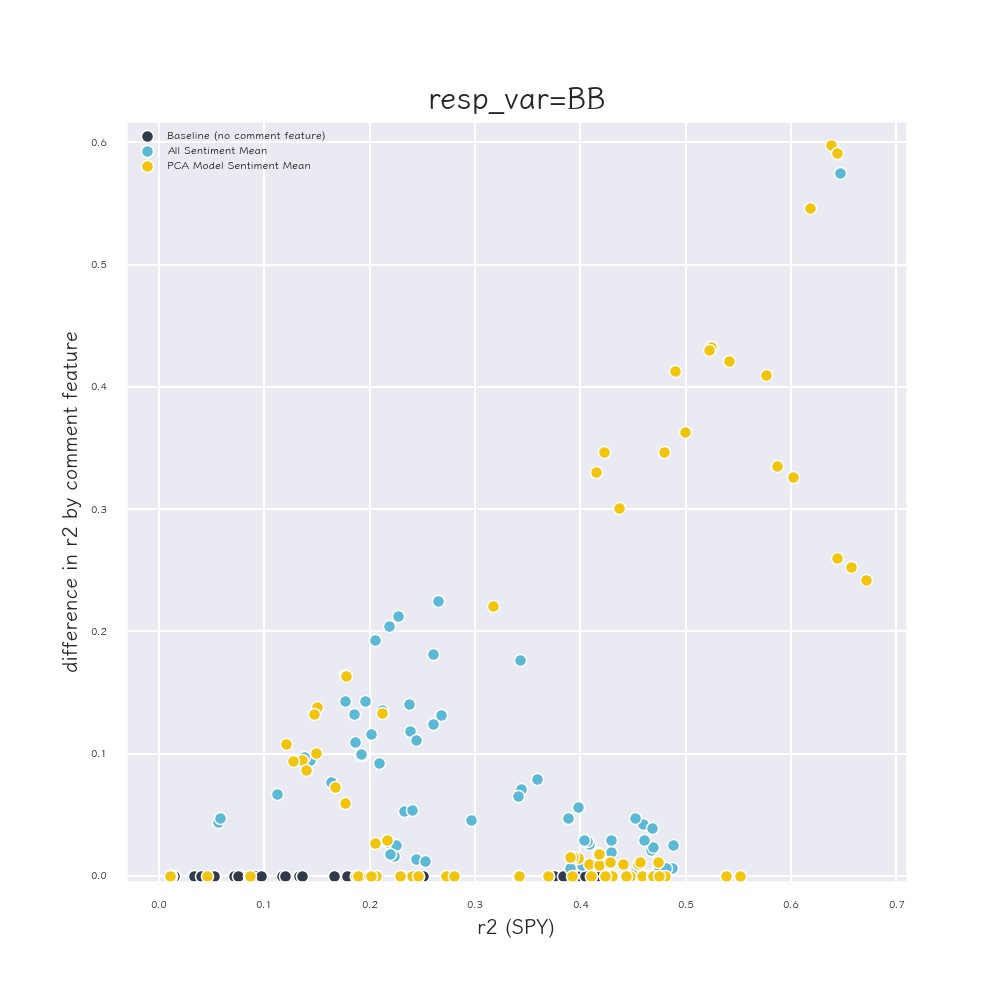 resp_var=BB
Baseline (no comment feature)
All Sentiment Mean
PCA Model Sentiment Mean
0.6
0.5
0.4
0.3
0.2
0.1
0.0
difference in r2 by comment feature
0.0 0.1 0.2 0.3 0.4 0.5 0.6 0.7
r2 (SPY)